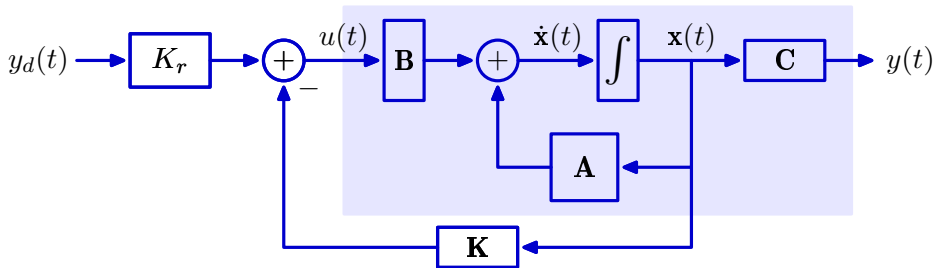 y_d(t)
K_r
+
−
u(t)
B
+
ẋ(t)
∫
x(t)
C
y(t)
A
K